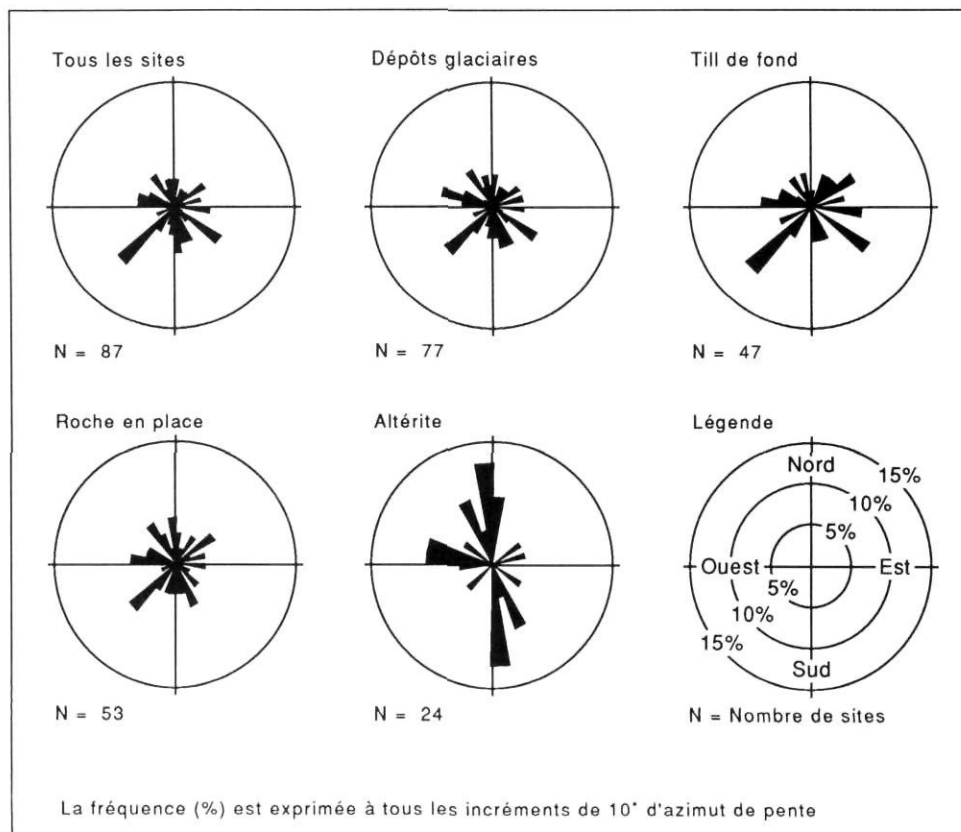 Tous les sites
N = 87
Dépôts glaciaires
N = 77
Till de fond
N = 47
Roche en place
N = 53
Altérite
N = 24
Légende
Nord
15%
10%
5%
Ouest
Est
5%
10%
15%
Sud
N = Nombre de sites
La fréquence (%) est exprimée à tous les incréments de 10° d'azimut de pente